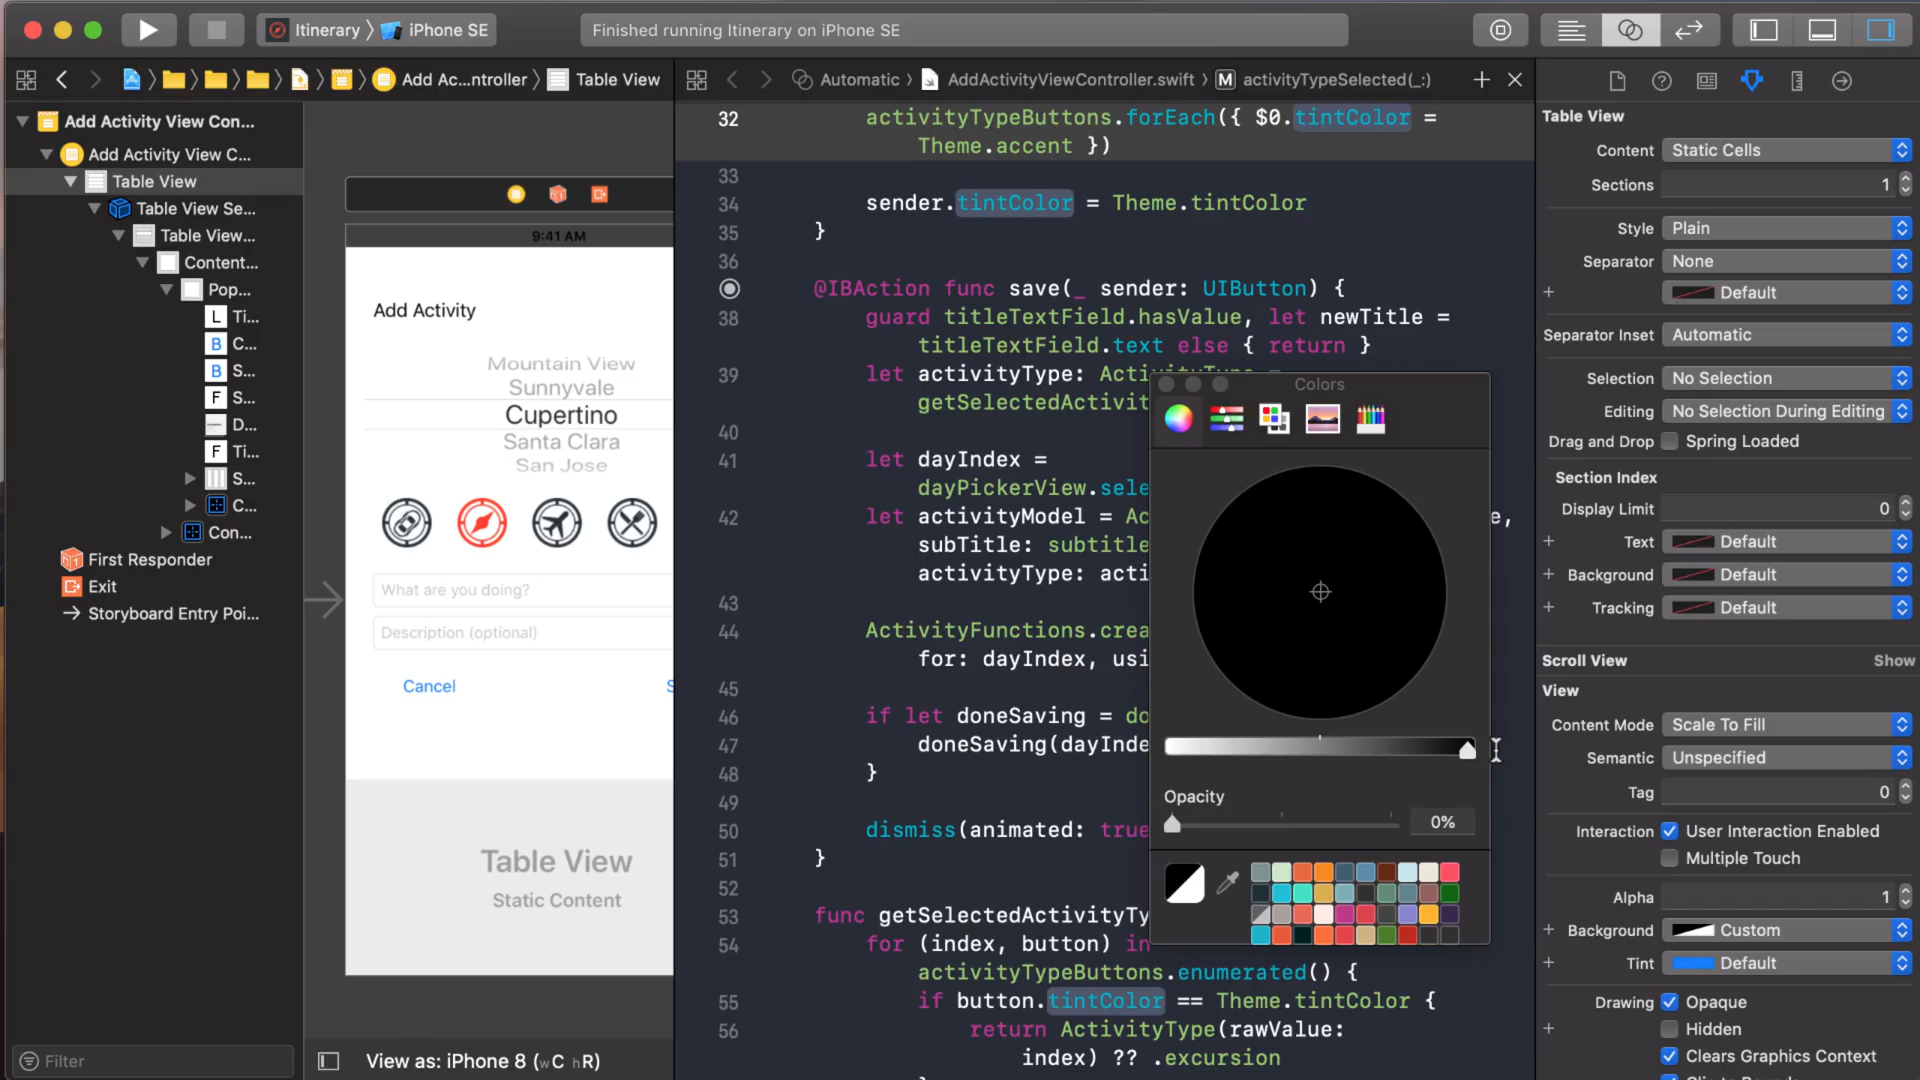 Itinerary 〉 iPhone SE
Finished running Itinerary on iPhone SE
Add Ac...ntroller 〉 Table View
Automatic 〉 AddActivityViewController.swift 〉 M activityTypeSelected(_:)
Add Activity View Con...
Add Activity View C...
Table View
Table View Se...
Table View...
Content...
Pop...
L Ti...
B C...
B S...
F S...
D...
F Ti...
S...
C...
Con...
First Responder
Exit
Storyboard Entry Poi...
Filter
9:41 AM
Add Activity
Mountain View
Sunnyvale
Cupertino
Santa Clara
San Jose
What are you doing?
Description (optional)
Cancel
Table View
Static Content
View as: iPhone 8 (wC hR)
32 activityTypeButtons.forEach({ $0.tintColor =
Theme.accent })
33
34 sender.tintColor = Theme.tintColor
35 }
36
@IBAction func save(_ sender: UIButton) {
38 guard titleTextField.hasValue, let newTitle =
titleTextField.text else { return }
39 let activityType: ActivityType =
getSelectedActivit
40
41 let dayIndex =
dayPickerView.sele
42 let activityModel = Ac e,
subTitle: subtitle
activityType: acti
43
44 ActivityFunctions.crea
for: dayIndex, usi
45
46 if let doneSaving = do
47 doneSaving(dayInde
48 }
49
50 dismiss(animated: true
51 }
52
53 func getSelectedActivityTy
54 for (index, button) in
activityTypeButtons.enumerated() {
55 if button.tintColor == Theme.tintColor {
56 return ActivityType(rawValue:
index) ?? .excursion
Colors
Opacity
0%
Table View
Content Static Cells
Sections 1
Style Plain
Separator None
Default
Separator Inset Automatic
Selection No Selection
Editing No Selection During Editing
Drag and Drop Spring Loaded
Section Index
Display Limit 0
Text Default
Background Default
Tracking Default
Scroll View Show
View
Content Mode Scale To Fill
Semantic Unspecified
Tag 0
Interaction User Interaction Enabled
Multiple Touch
Alpha 1
Background Custom
Tint Default
Drawing Opaque
Hidden
Clears Graphics Context